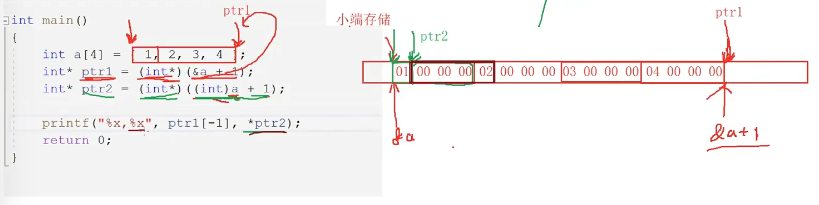 ptr1
int main()
{
int a[4] = { 1, 2, 3, 4 };
int* ptr1 = (int*)(&a + 1);
int* ptr2 = (int*)((int)a + 1);
printf("%x,%x", ptr1[-1], *ptr2);
return 0;
}
小端存储
ptr2
ptr1
01 00 00 00 02 00 00 00 03 00 00 00 04 00 00 00
&a
&a+1